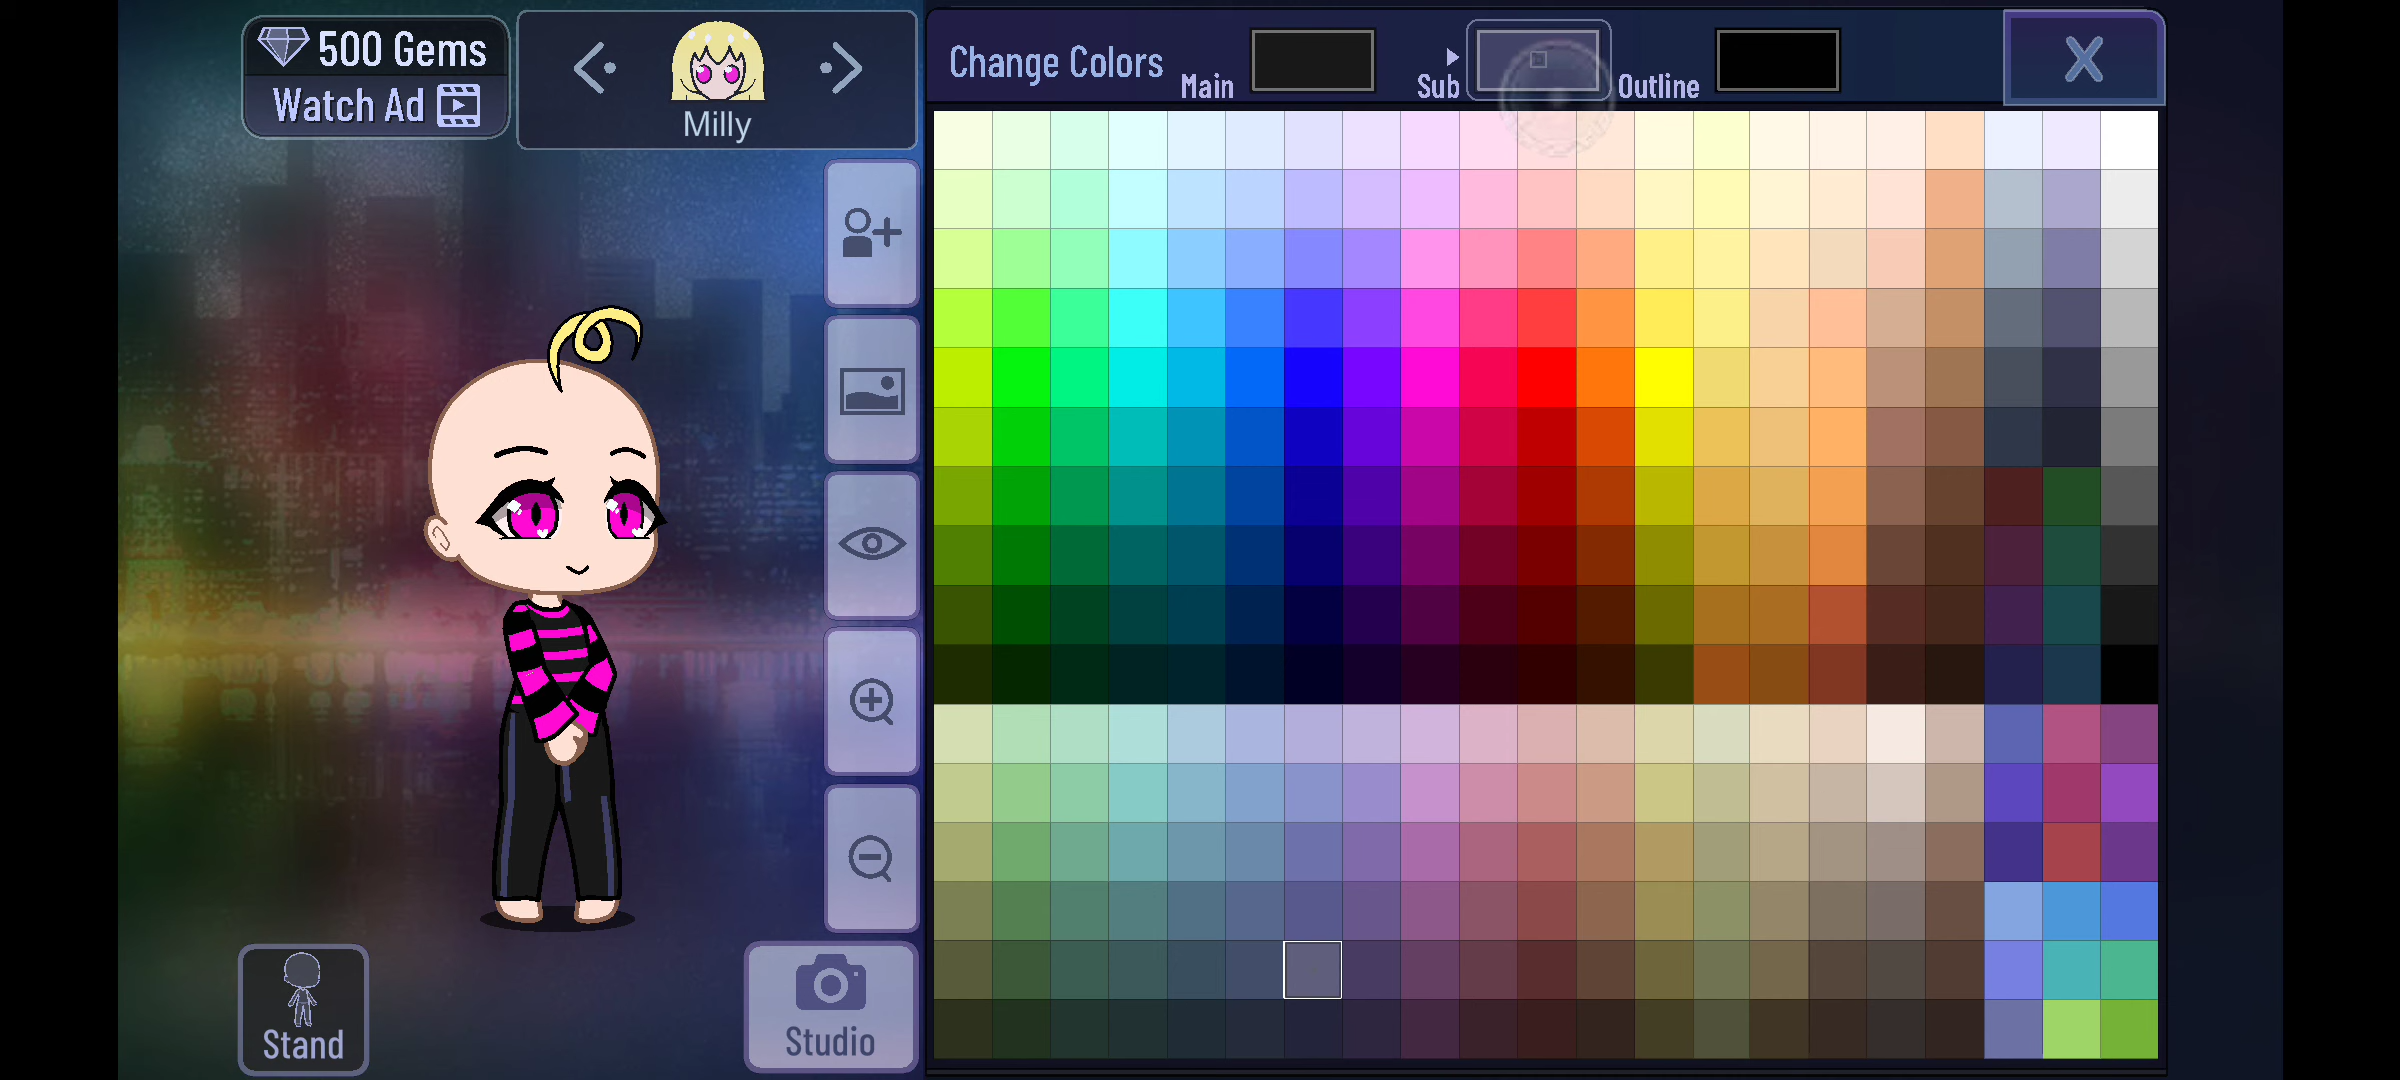 500 Gems
Watch Ad
Milly
Change Colors
Main
Sub
Outline
X
Stand
Studio